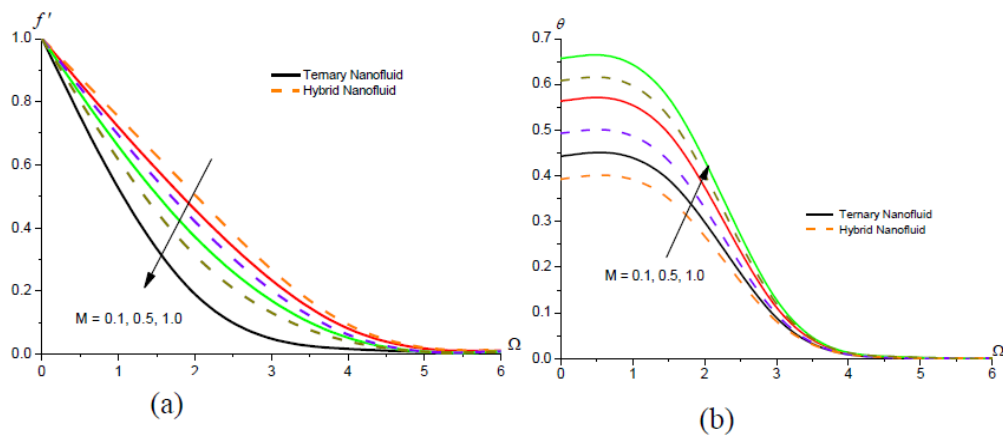 f'
1.0
0.8
0.6
0.4
0.2
0.0
0 1 2 3 4 5 6
Ω
Ternary Nanofluid
Hybrid Nanofluid
M = 0.1, 0.5, 1.0
(a)
θ
0.7
0.6
0.5
0.4
0.3
0.2
0.1
0.0
0 1 2 3 4 5 6
Ω
Ternary Nanofluid
Hybrid Nanofluid
M = 0.1, 0.5, 1.0
(b)